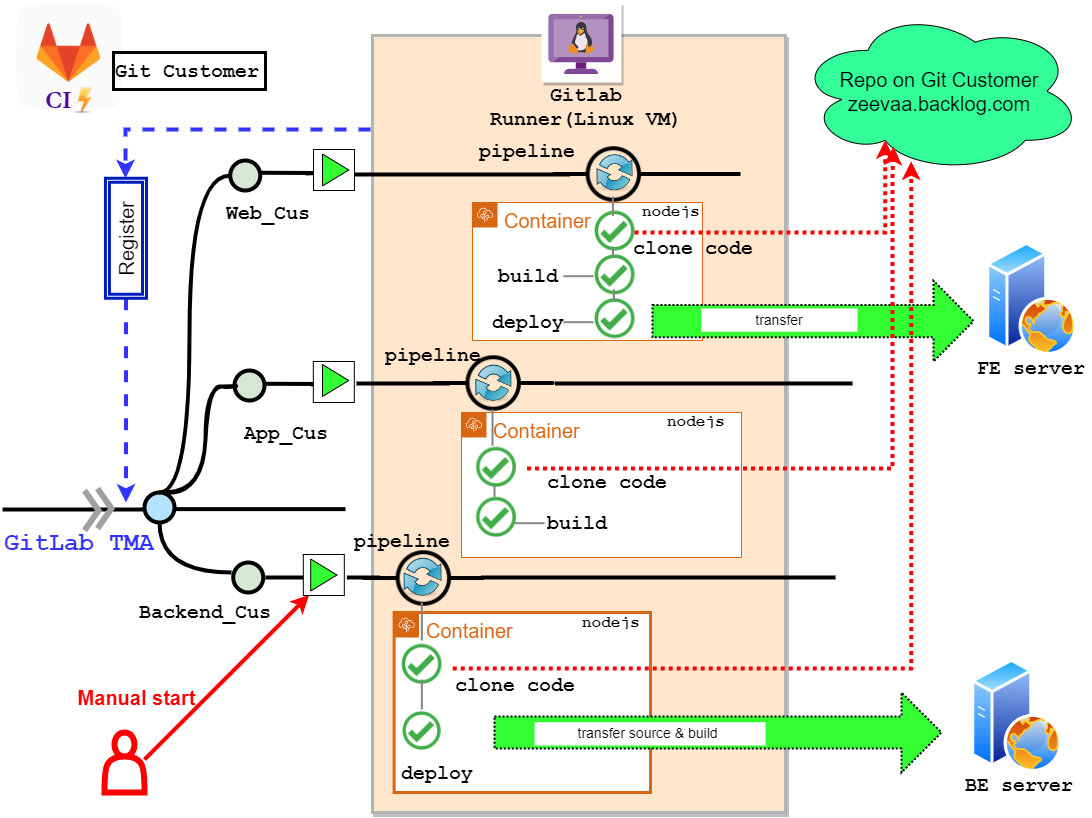 CI
Git Customer
Gitlab
Runner(Linux VM)
Repo on Git Customer
zeevaa.backlog.com
pipeline
Web_Cus
Register
Container
nodejs
clone code
build
deploy
transfer
FE server
pipeline
App_Cus
Container
nodejs
clone code
build
GitLab TMA
pipeline
Backend_Cus
Container
nodejs
clone code
Manual start
transfer source & build
deploy
BE server